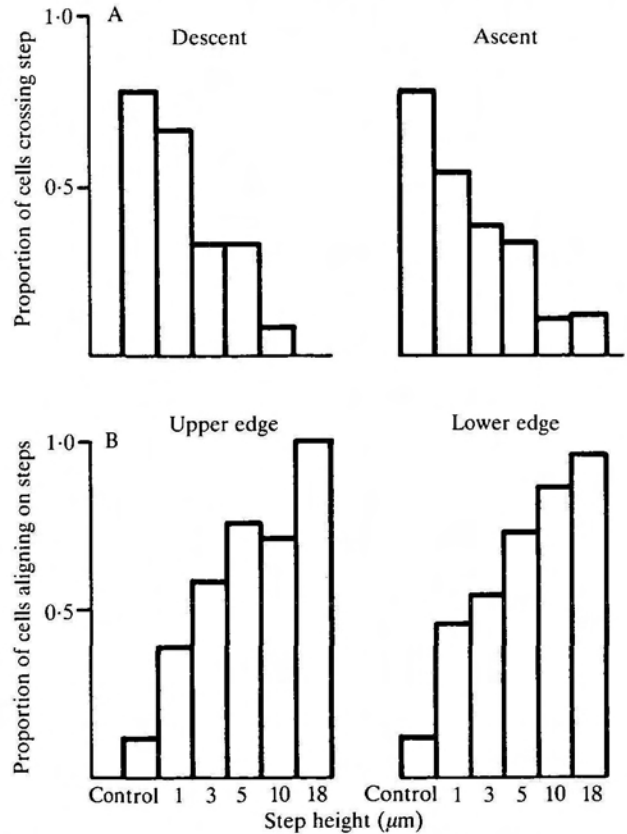 A
Descent
Ascent
Proportion of cells crossing step
1·0
0·5
B
Upper edge
Lower edge
Proportion of cells aligning on steps
1·0
0·5
Control 1 3 5 10 18
Control 1 3 5 10 18
Step height (μm)